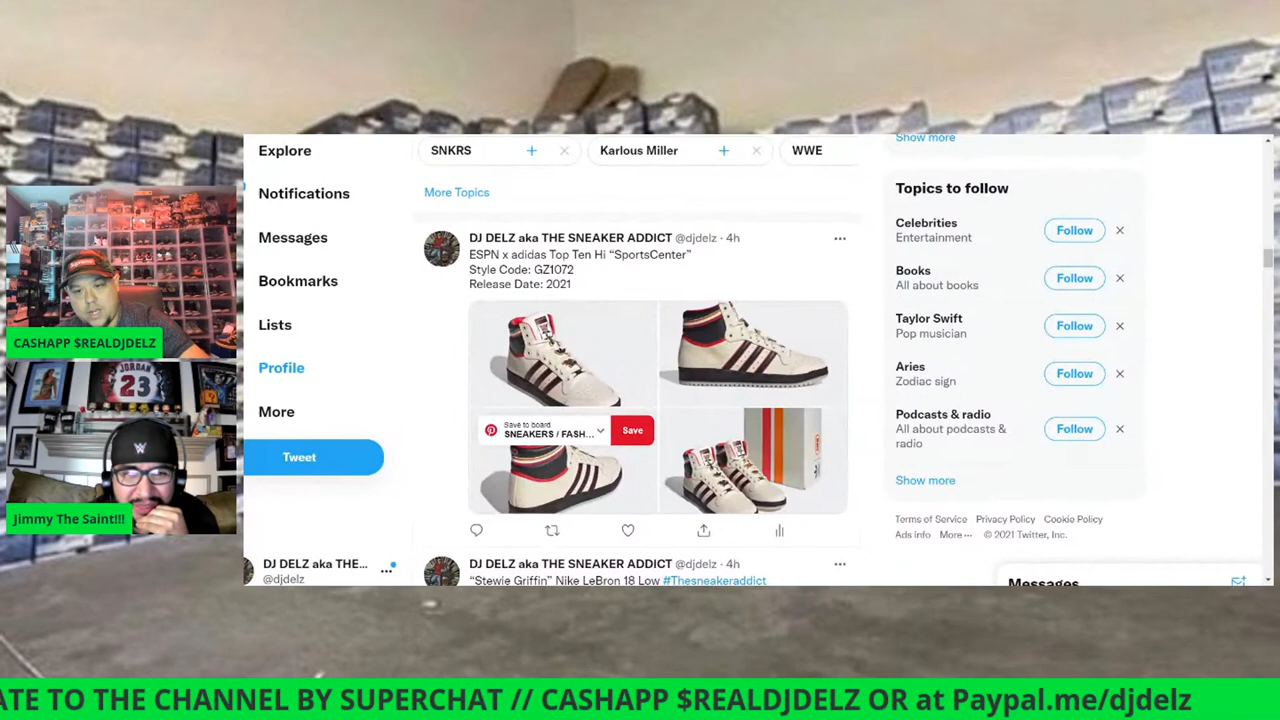 Explore
SNKRS
Karlous Miller
WWE
Show more
Notifications
More Topics
Topics to follow
Messages
DJ DELZ aka THE SNEAKER ADDICT @djdelz · 4h
ESPN x adidas Top Ten Hi “SportsCenter”
Style Code: GZ1072
Release Date: 2021
Celebrities
Entertainment
Follow
Bookmarks
Books
All about books
Follow
Lists
Taylor Swift
Pop musician
Follow
Profile
Aries
Zodiac sign
Follow
More
Podcasts & radio
All about podcasts &
radio
Follow
Save to board
SNEAKERS / FASH...
Save
Tweet
Show more
Terms of Service Privacy Policy Cookie Policy
Ads info More ··· © 2021 Twitter, Inc.
DJ DELZ aka THE...
@djdelz
DJ DELZ aka THE SNEAKER ADDICT @djdelz · 4h
“Stewie Griffin” Nike LeBron 18 Low #Thesneakeraddict
Messages
Supreme
CASHAPP $REALDJDELZ
JORDAN
23
W
Jimmy The Saint!!!
ATE TO THE CHANNEL BY SUPERCHAT // CASHAPP $REALDJDELZ OR at Paypal.me/djdelz